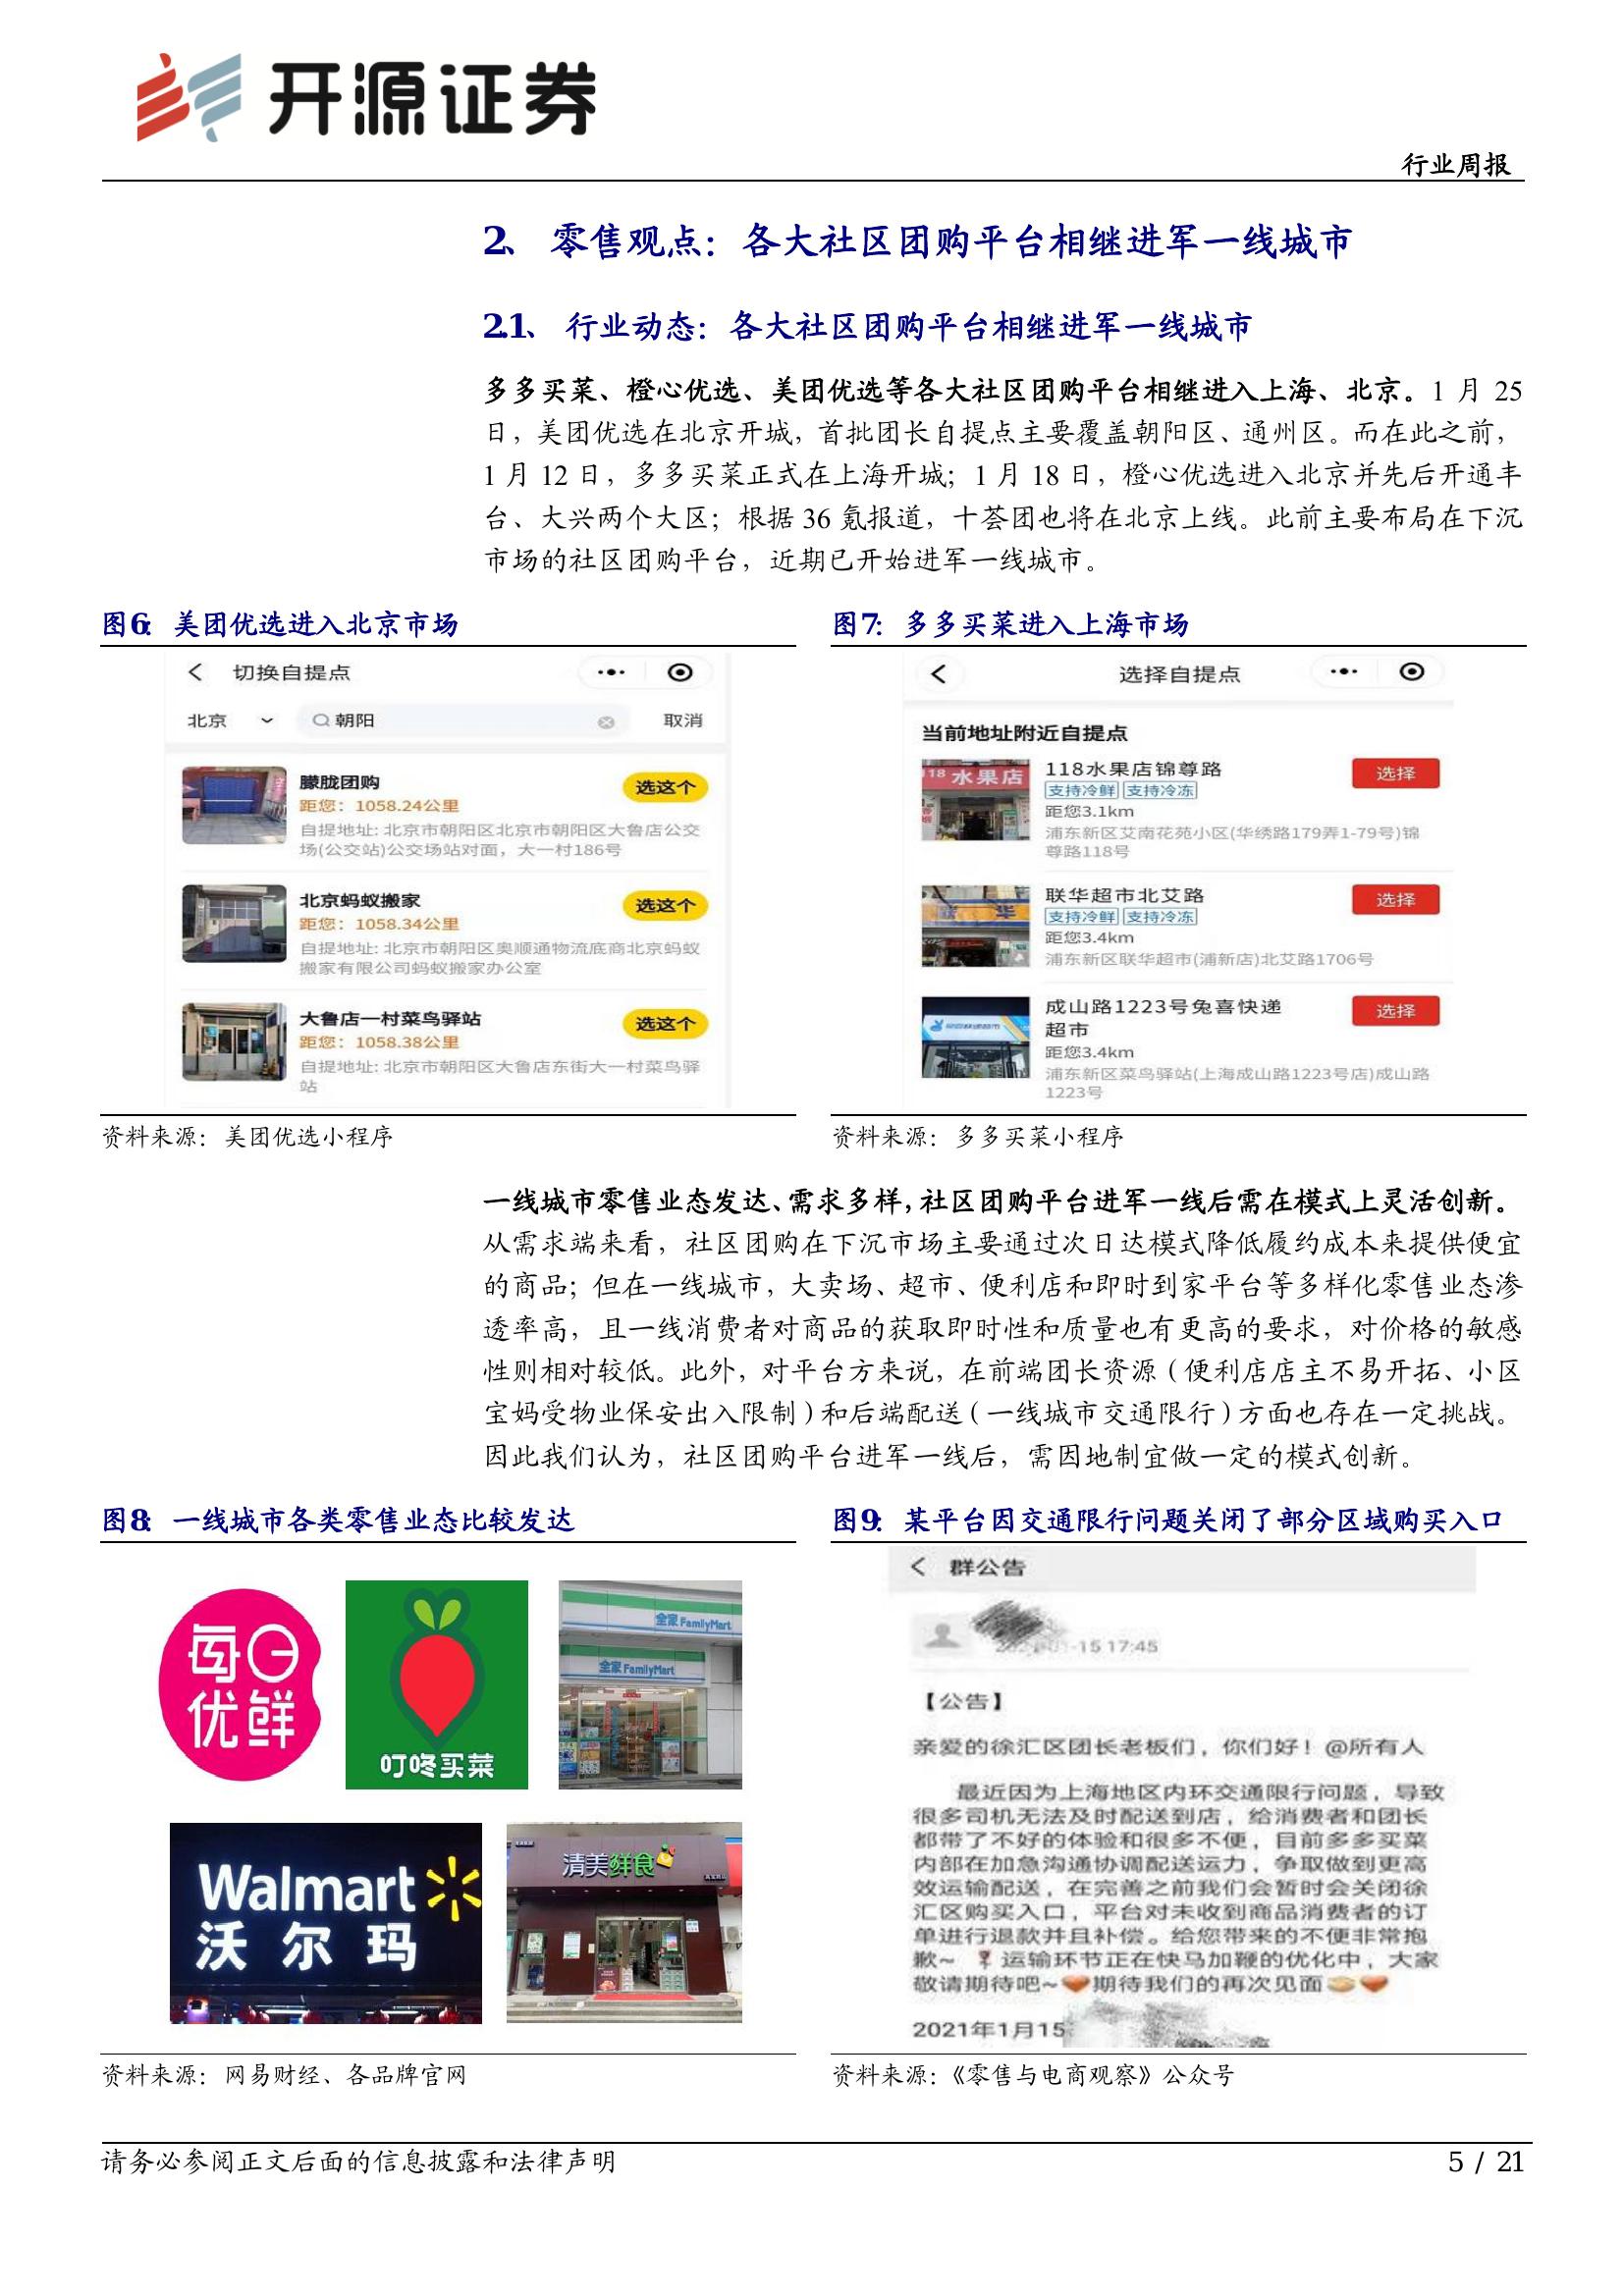 开源证券
行业周报
2、 零售观点：各大社区团购平台相继进军一线城市
2.1、 行业动态：各大社区团购平台相继进军一线城市
多多买菜、橙心优选、美团优选等各大社区团购平台相继进入上海、北京。1 月 25
日，美团优选在北京开城，首批团长自提点主要覆盖朝阳区、通州区。而在此之前，
1 月 12 日，多多买菜正式在上海开城；1 月 18 日，橙心优选进入北京并先后开通丰
台、大兴两个大区；根据 36 氪报道，十荟团也将在北京上线。此前主要布局在下沉
市场的社区团购平台，近期已开始进军一线城市。
图6：美团优选进入北京市场
切换自提点
北京
朝阳
取消
朦胧团购
选这个
距您：1058.24公里
自提地址: 北京市朝阳区北京市朝阳区大鲁店公交
场(公交站)公交场站对面，大一村186号
北京蚂蚁搬家
选这个
距您：1058.34公里
自提地址: 北京市朝阳区奥顺通物流底商北京蚂蚁
搬家有限公司蚂蚁搬家办公室
大鲁店一村菜鸟驿站
选这个
距您：1058.38公里
自提地址: 北京市朝阳区大鲁店东街大一村菜鸟驿
站
资料来源：美团优选小程序
图7：多多买菜进入上海市场
选择自提点
当前地址附近自提点
118 水果店
118水果店锦尊路
选择
支持冷鲜 支持冷冻
距您3.1km
浦东新区艾南花苑小区(华绣路179弄1-79号)锦
尊路118号
联华超市北艾路
选择
支持冷鲜 支持冷冻
距您3.4km
浦东新区联华超市(浦新店)北艾路1706号
成山路1223号兔喜快递
超市
选择
距您3.4km
浦东新区菜鸟驿站(上海成山路1223号店)成山路
1223号
资料来源：多多买菜小程序
一线城市零售业态发达、需求多样，社区团购平台进军一线后需在模式上灵活创新。
从需求端来看，社区团购在下沉市场主要通过次日达模式降低履约成本来提供便宜
的商品；但在一线城市，大卖场、超市、便利店和即时到家平台等多样化零售业态渗
透率高，且一线消费者对商品的获取即时性和质量也有更高的要求，对价格的敏感
性则相对较低。此外，对平台方来说，在前端团长资源（便利店店主不易开拓、小区
宝妈受物业保安出入限制）和后端配送（一线城市交通限行）方面也存在一定挑战。
因此我们认为，社区团购平台进军一线后，需因地制宜做一定的模式创新。
图8：一线城市各类零售业态比较发达
每日
优鲜
叮咚买菜
全家 FamilyMart
全家 FamilyMart
Walmart
沃尔玛
清美鲜食
资料来源：网易财经、各品牌官网
图9：某平台因交通限行问题关闭了部分区域购买入口
群公告
-15 17:45
【公告】
亲爱的徐汇区团长老板们，你们好！@所有人
最近因为上海地区内环交通限行问题，导致
很多司机无法及时配送到店，给消费者和团长
都带了不好的体验和很多不便，目前多多买菜
内部在加急沟通协调配送运力，争取做到更高
效运输配送，在完善之前我们会暂时会关闭徐
汇区购买入口，平台对未收到商品消费者的订
单进行退款并且补偿。给您带来的不便非常抱
歉~ 🌹运输环节正在快马加鞭的优化中，大家
敬请期待吧~❤期待我们的再次见面🤝❤
2021年1月15
资料来源：《零售与电商观察》公众号
请务必参阅正文后面的信息披露和法律声明
5 / 21